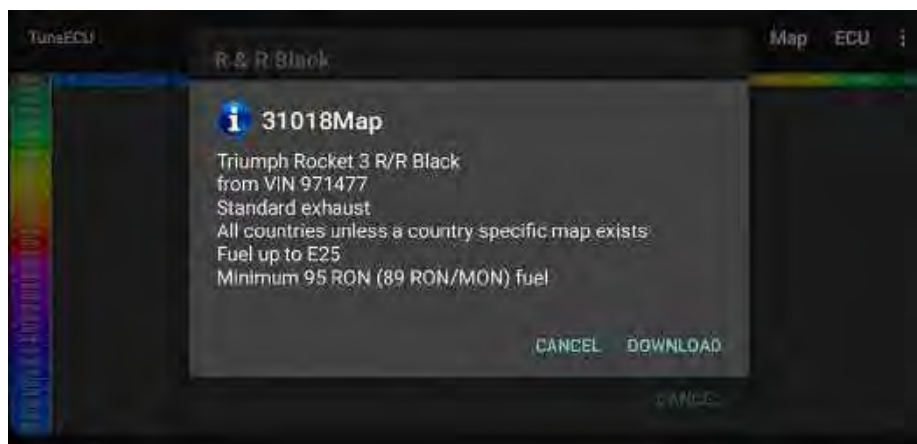 TuneECU
Map ECU
R & R Black
31018Map
Triumph Rocket 3 R/R Black
from VIN 971477
Standard exhaust
All countries unless a country specific map exists
Fuel up to E25
Minimum 95 RON (89 RON/MON) fuel
CANCEL DOWNLOAD
CANCEL